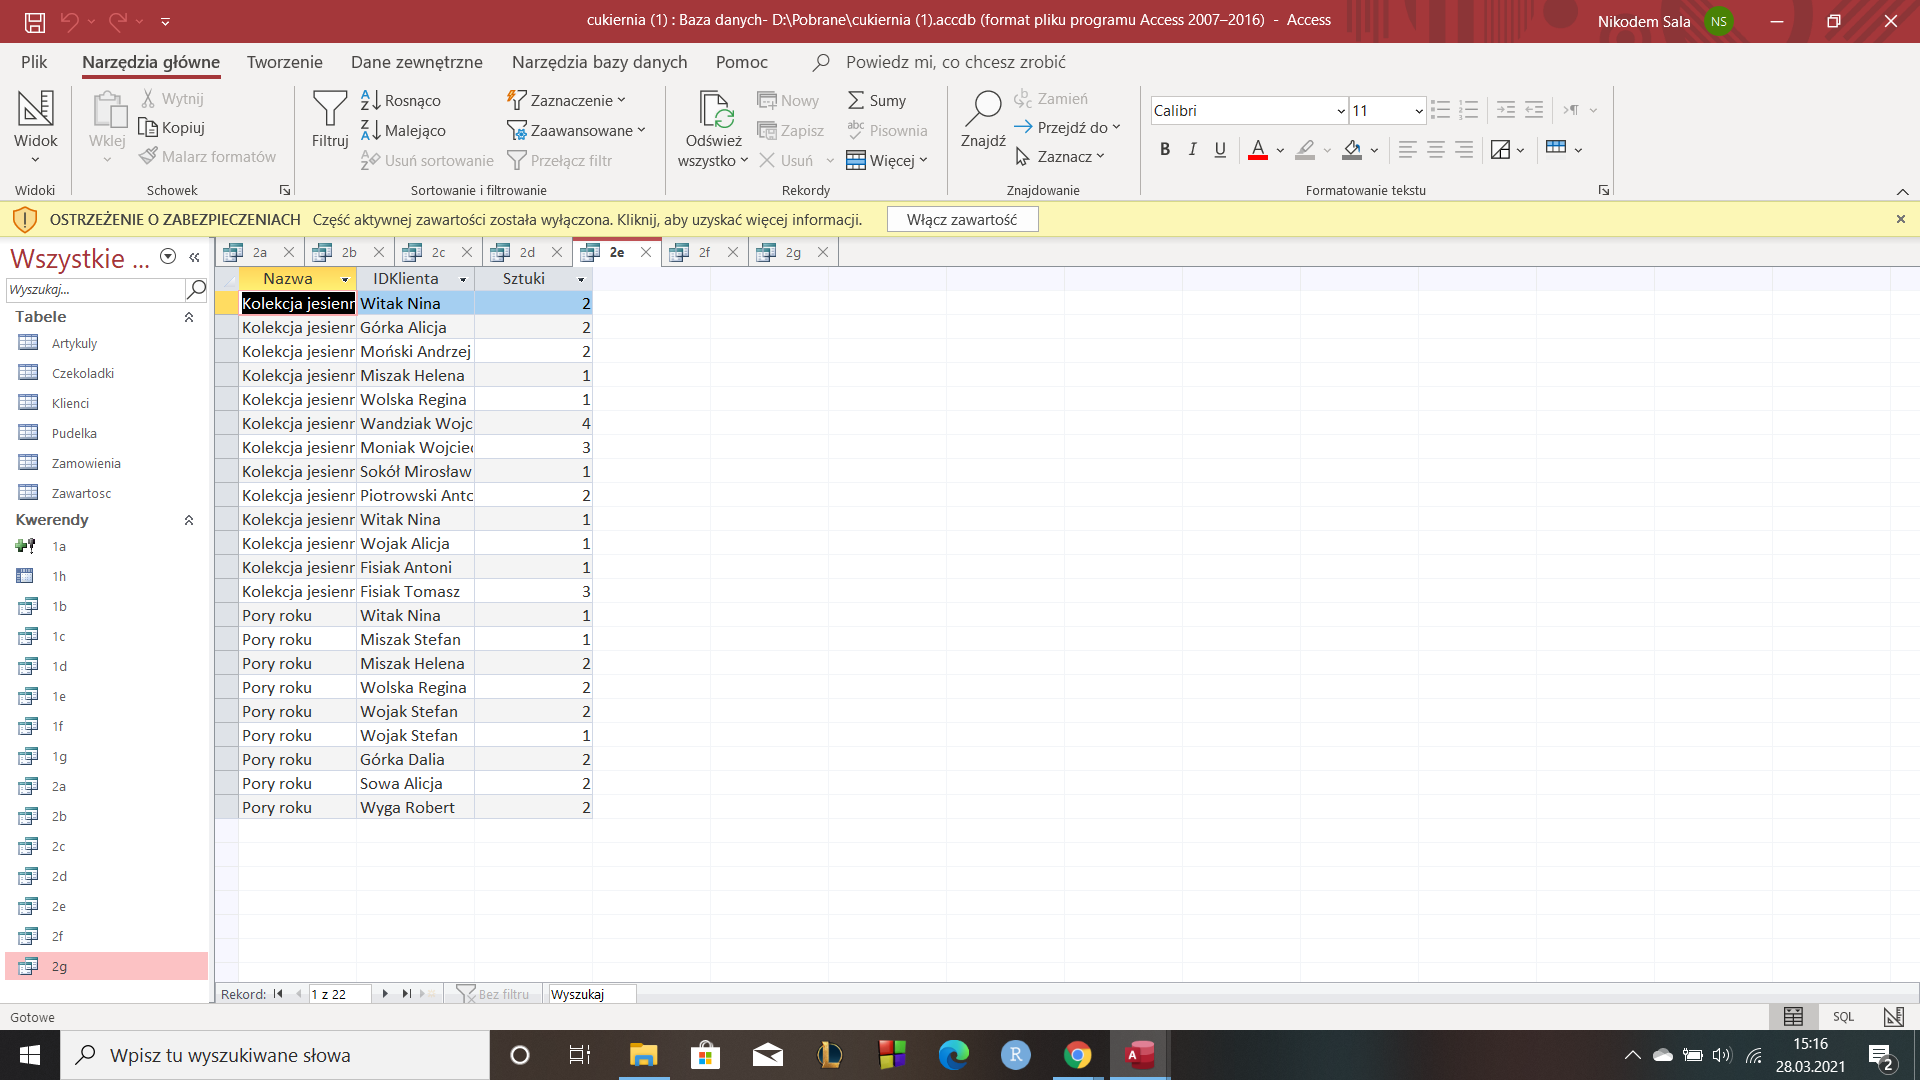 cukiernia (1) : Baza danych- D:\Pobrane\cukiernia (1).accdb (format pliku programu Access 2007–2016) - Access
Nikodem Sala NS
Plik Narzędzia główne Tworzenie Dane zewnętrzne Narzędzia bazy danych Pomoc Powiedz mi, co chcesz zrobić
Widok
Widoki
Wklej
Wytnij
Kopiuj
Malarz formatów
Schowek
Filtruj
Rosnąco
Malejąco
Usuń sortowanie
Zaznaczenie
Zaawansowane
Przełącz filtr
Sortowanie i filtrowanie
Odśwież
wszystko
Nowy
Zapisz
Usuń
Sumy
Pisownia
Więcej
Rekordy
Znajdź
Zamień
Przejdź do
Zaznacz
Znajdowanie
Calibri 11
B I U A
Formatowanie tekstu
OSTRZEŻENIE O ZABEZPIECZENIACH Część aktywnej zawartości została wyłączona. Kliknij, aby uzyskać więcej informacji. Włącz zawartość
Wszystkie ...
Wyszukaj...
Tabele
Artykuly
Czekoladki
Klienci
Pudelka
Zamowienia
Zawartosc
Kwerendy
1a
1h
1b
1c
1d
1e
1f
1g
2a
2b
2c
2d
2e
2f
2g
2a 2b 2c 2d 2e 2f 2g
Nazwa IDKlienta Sztuki
Kolekcja jesienr Witak Nina 2
Kolekcja jesienr Górka Alicja 2
Kolekcja jesienr Moński Andrzej 2
Kolekcja jesienr Miszak Helena 1
Kolekcja jesienr Wolska Regina 1
Kolekcja jesienr Wandziak Wojc 4
Kolekcja jesienr Moniak Wojciec 3
Kolekcja jesienr Sokół Mirosław 1
Kolekcja jesienr Piotrowski Anto 2
Kolekcja jesienr Witak Nina 1
Kolekcja jesienr Wojak Alicja 1
Kolekcja jesienr Fisiak Antoni 1
Kolekcja jesienr Fisiak Tomasz 3
Pory roku Witak Nina 1
Pory roku Miszak Stefan 1
Pory roku Miszak Helena 2
Pory roku Wolska Regina 2
Pory roku Wojak Stefan 2
Pory roku Wojak Stefan 1
Pory roku Górka Dalia 2
Pory roku Sowa Alicja 2
Pory roku Wyga Robert 2
Rekord: 1 z 22 Bez filtru Wyszukaj
Gotowe
SQL
Wpisz tu wyszukiwane słowa
15:16
28.03.2021
2